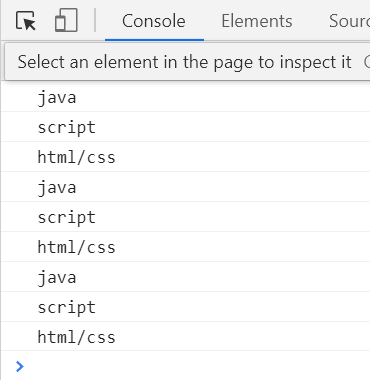 Console Elements Sour
Select an element in the page to inspect it
java
script
html/css
java
script
html/css
java
script
html/css